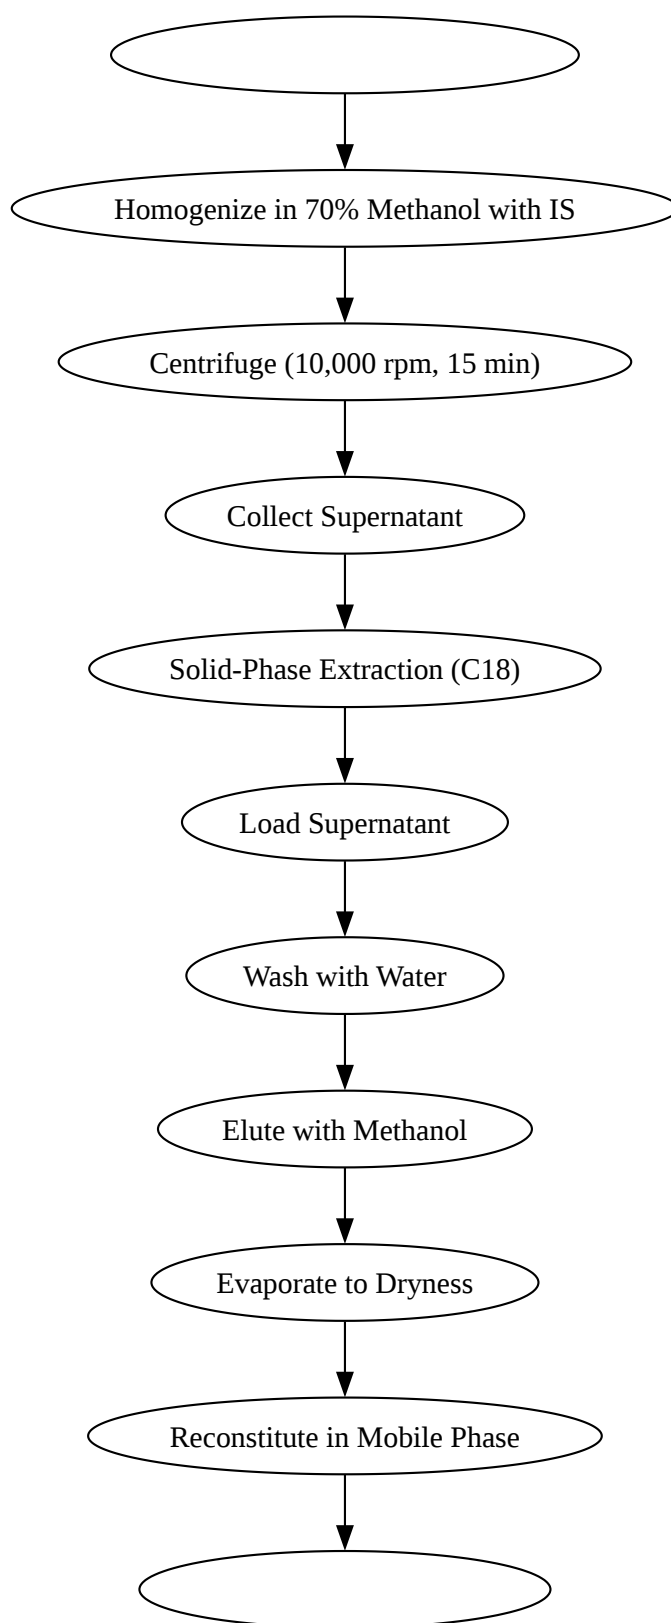 Homogenize in 70% Methanol with IS
Centrifuge (10,000 rpm, 15 min)
Collect Supernatant
Solid-Phase Extraction (C18)
Load Supernatant
Wash with Water
Elute with Methanol
Evaporate to Dryness
Reconstitute in Mobile Phase